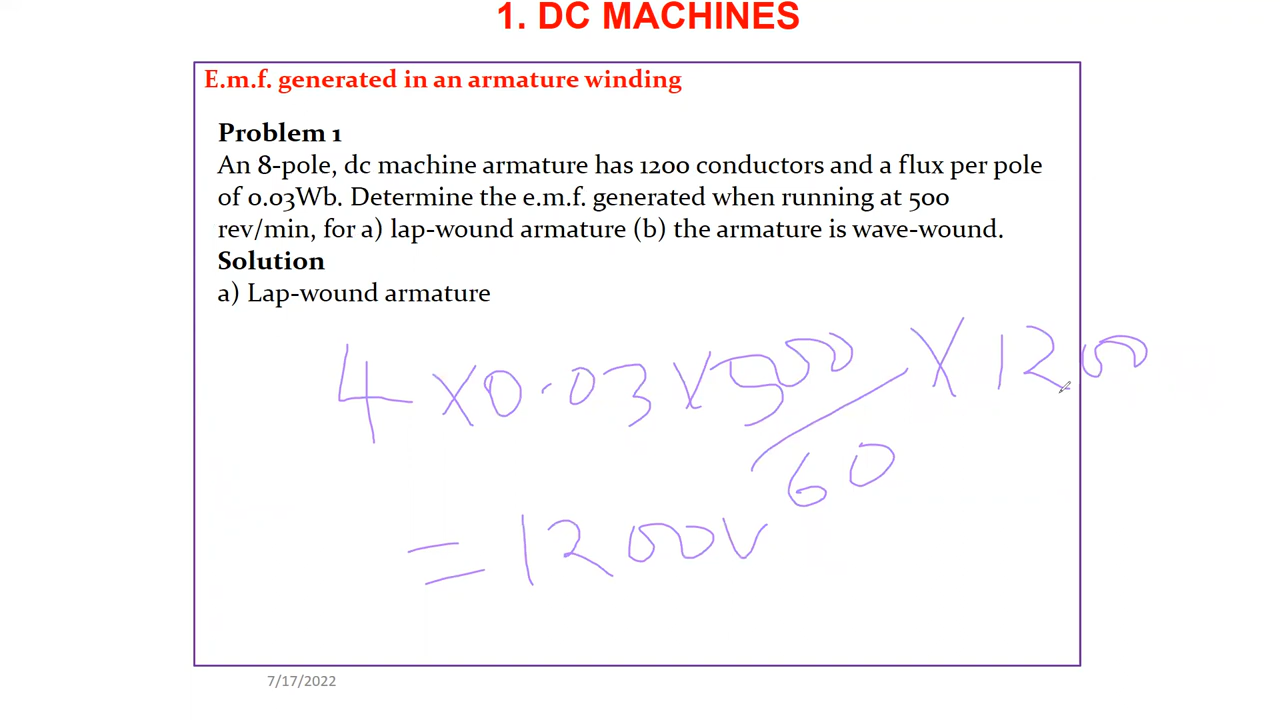 1. DC MACHINES
E.m.f. generated in an armature winding
Problem 1
An 8-pole, dc machine armature has 1200 conductors and a flux per pole
of 0.03Wb. Determine the e.m.f. generated when running at 500
rev/min, for a) lap-wound armature (b) the armature is wave-wound.
Solution
a) Lap-wound armature
4 × 0.03 × 500/60 × 1200
= 1200v
7/17/2022